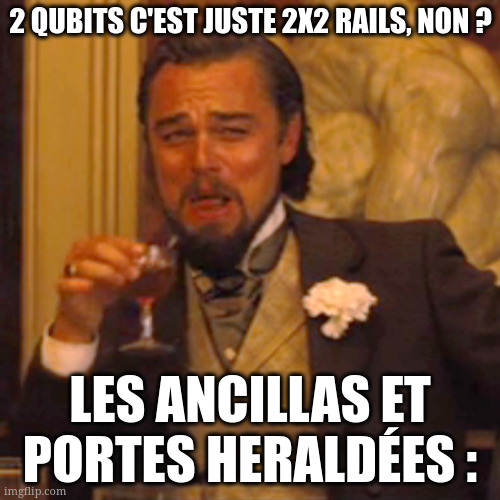 2 QUBITS C'EST JUSTE 2X2 RAILS, NON ?
LES ANCILLAS ET
PORTES HERALDÉES :
imgflip.com